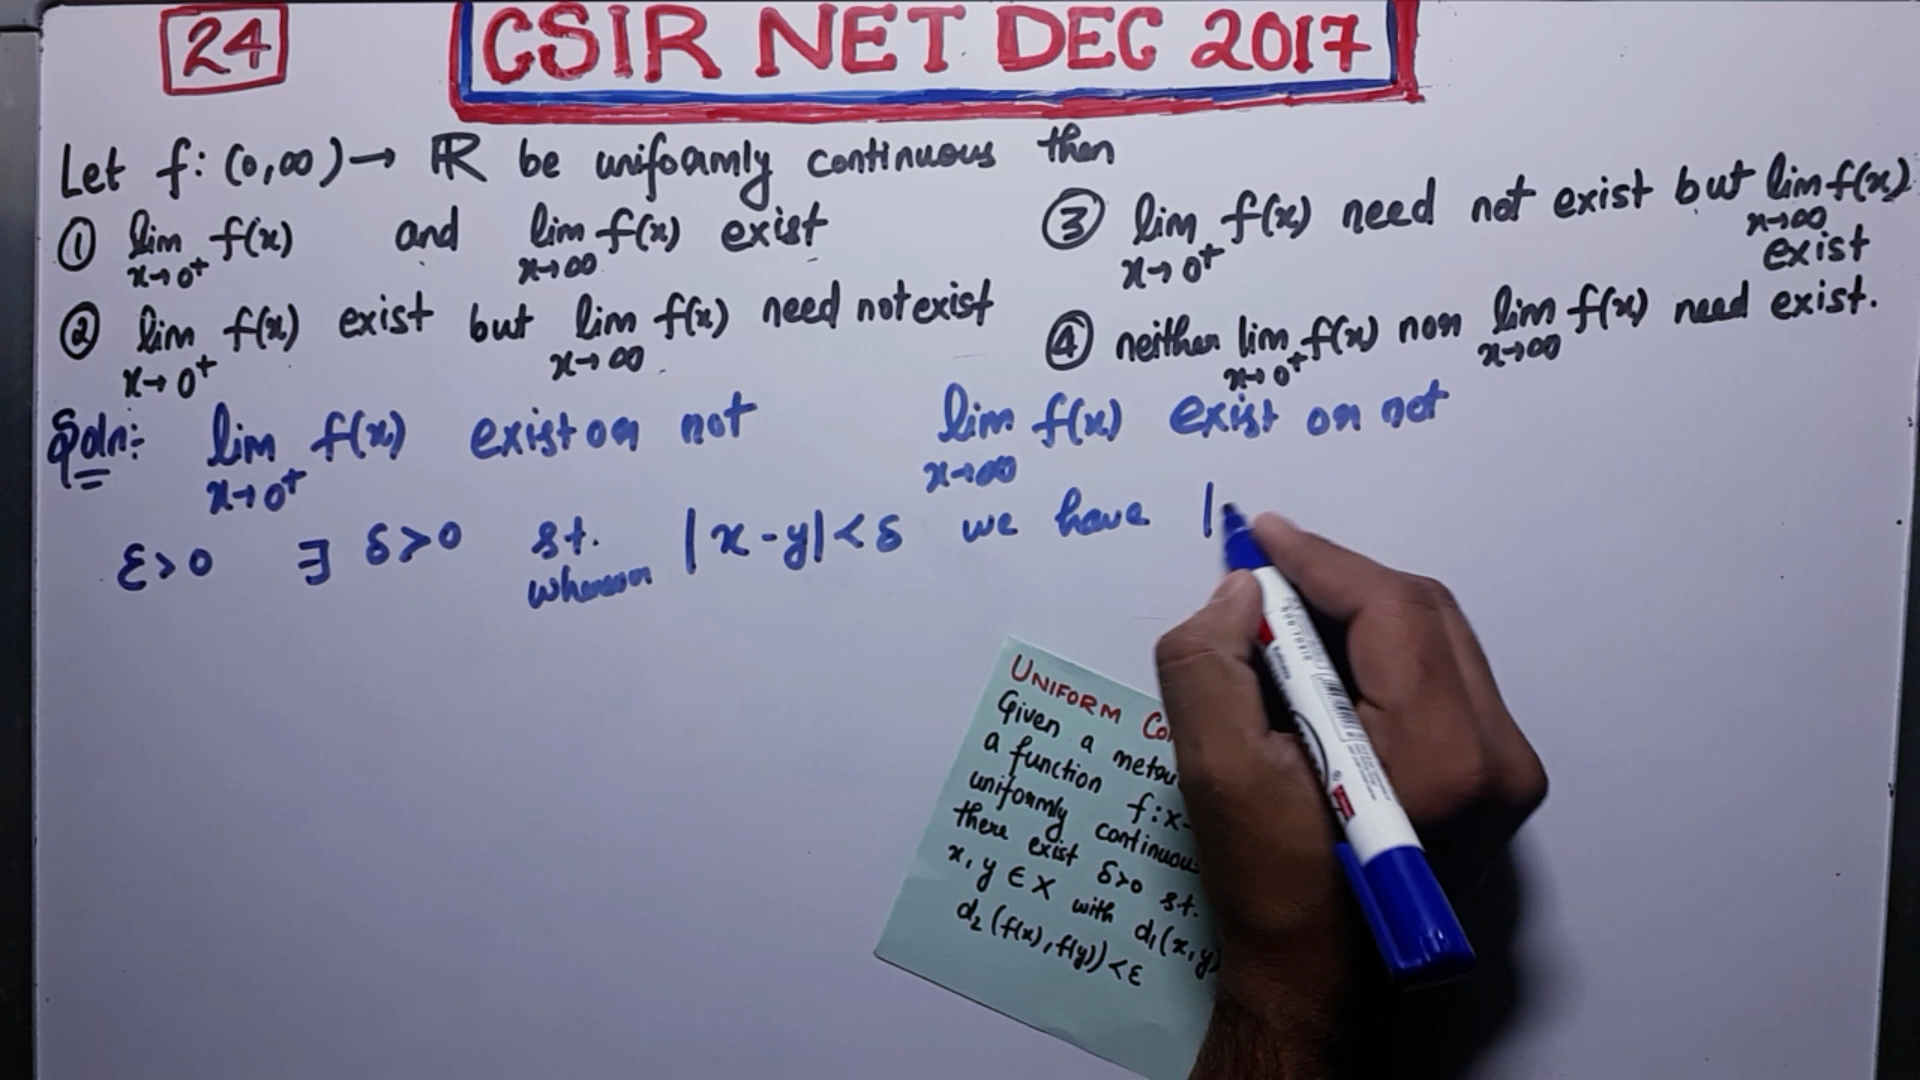 24
CSIR NET DEC 2017
Let f: (0,∞) → ℝ be uniformly continuous then
① lim x→0⁺ f(x) and lim x→∞ f(x) exist
② lim x→0⁺ f(x) exist but lim x→∞ f(x) need not exist
③ lim x→0⁺ f(x) need not exist but lim x→∞ f(x) exist
④ neither lim x→0⁺ f(x) nor lim x→∞ f(x) need exist.
Soln:- lim x→0⁺ f(x) exist or not lim x→∞ f(x) exist or not
ε>0 ∃ δ>0 s.t. whenever |x-y|<δ we have |
UNIFORM
Given a
a function f:x
uniformly continuous
there exist δ>0 s.t.
x, y ∈ X with d₁(x,y)
d₂(f(x), f(y))<ε